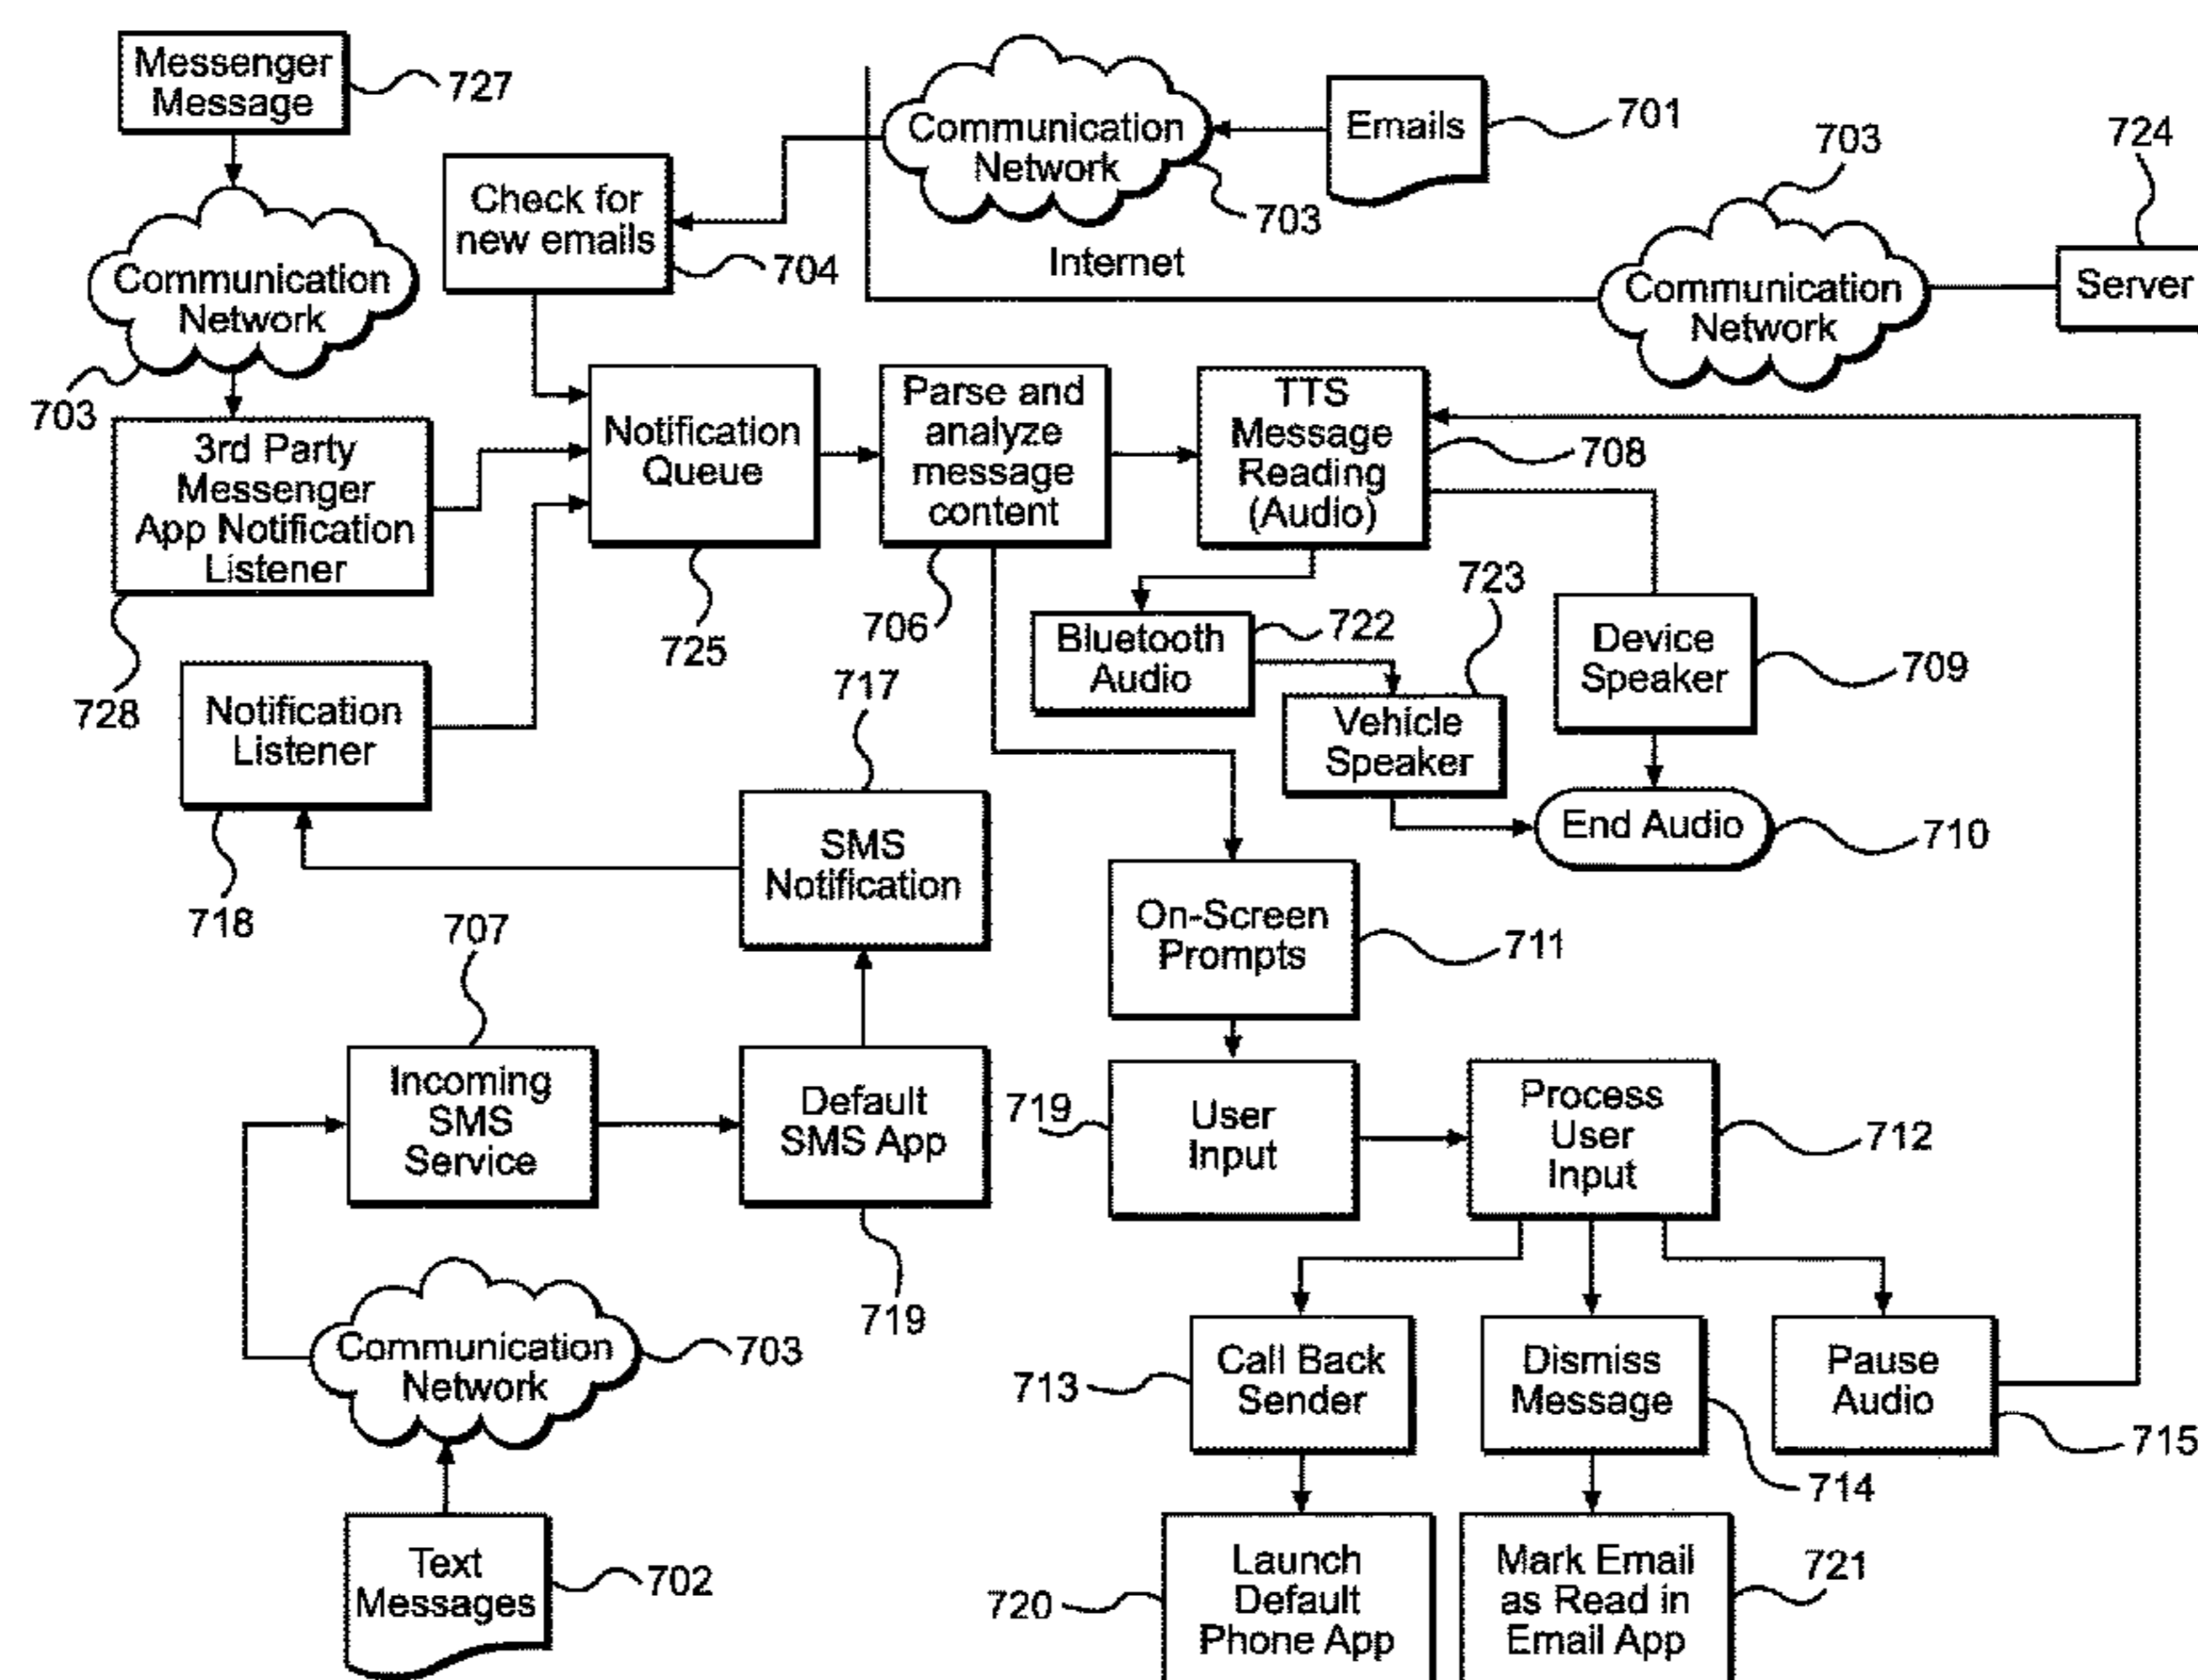 Messenger
Message
727
Communication
Network
703
Emails
701
703
724
Check for
new emails
704
Communication
Network
703
Internet
Communication
Network
Server
3rd Party
Messenger
App Notification
Listener
728
Notification
Queue
725
Parse and
analyze
message
content
706
TTS
Message
Reading
(Audio)
708
Bluetooth
Audio
722
723
Vehicle
Speaker
Device
Speaker
709
End Audio
710
Notification
Listener
718
717
SMS
Notification
On-Screen
Prompts
711
707
Incoming
SMS
Service
Default
SMS App
719
719
User
Input
Process
User
Input
712
Communication
Network
703
Text
Messages
702
713
Call Back
Sender
Dismiss
Message
714
Pause
Audio
715
720
Launch
Default
Phone App
Mark Email
as Read in
Email App
721